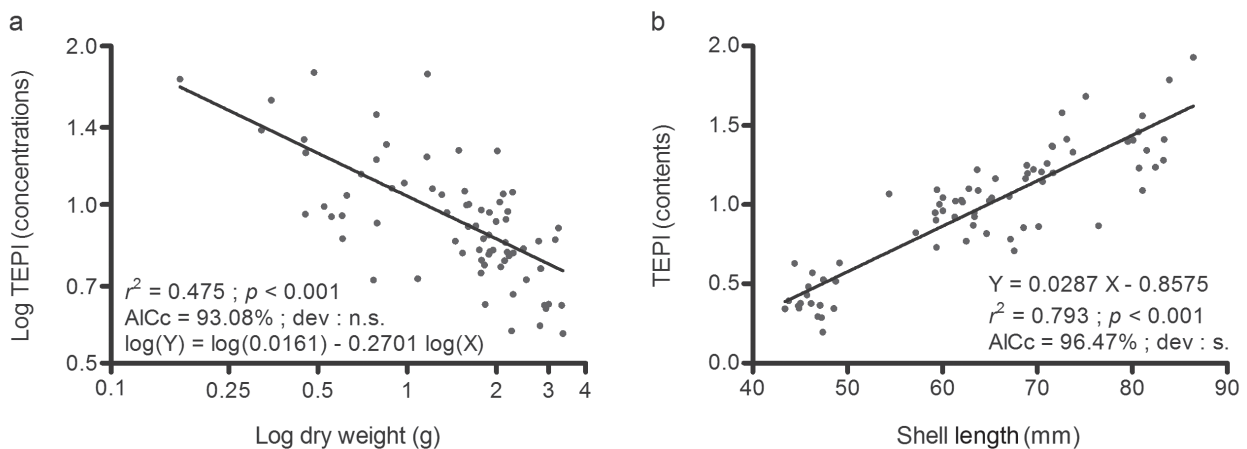 a
Log TEPI (concentrations)
2.0
1.4
1.0
0.7
0.5
r² = 0.475 ; p < 0.001
AICc = 93.08% ; dev : n.s.
log(Y) = log(0.0161) - 0.2701 log(X)
0.1 0.25 0.5 1 2 3 4
Log dry weight (g)
b
TEPI (contents)
2.0
1.5
1.0
0.5
0.0
Y = 0.0287 X - 0.8575
r² = 0.793 ; p < 0.001
AICc = 96.47% ; dev : s.
40 50 60 70 80 90
Shell length (mm)